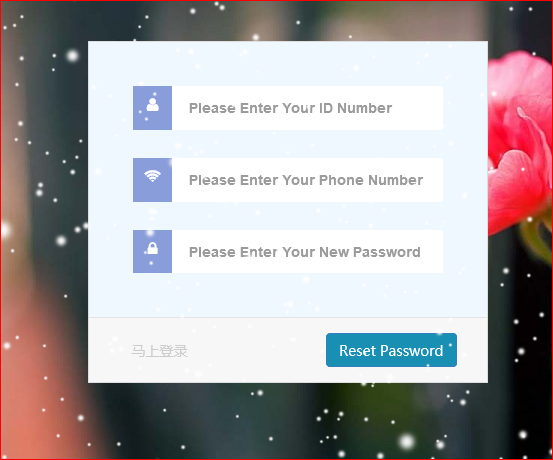 Please Enter Your ID Number
Please Enter Your Phone Number
Please Enter Your New Password
马上登录
Reset Password